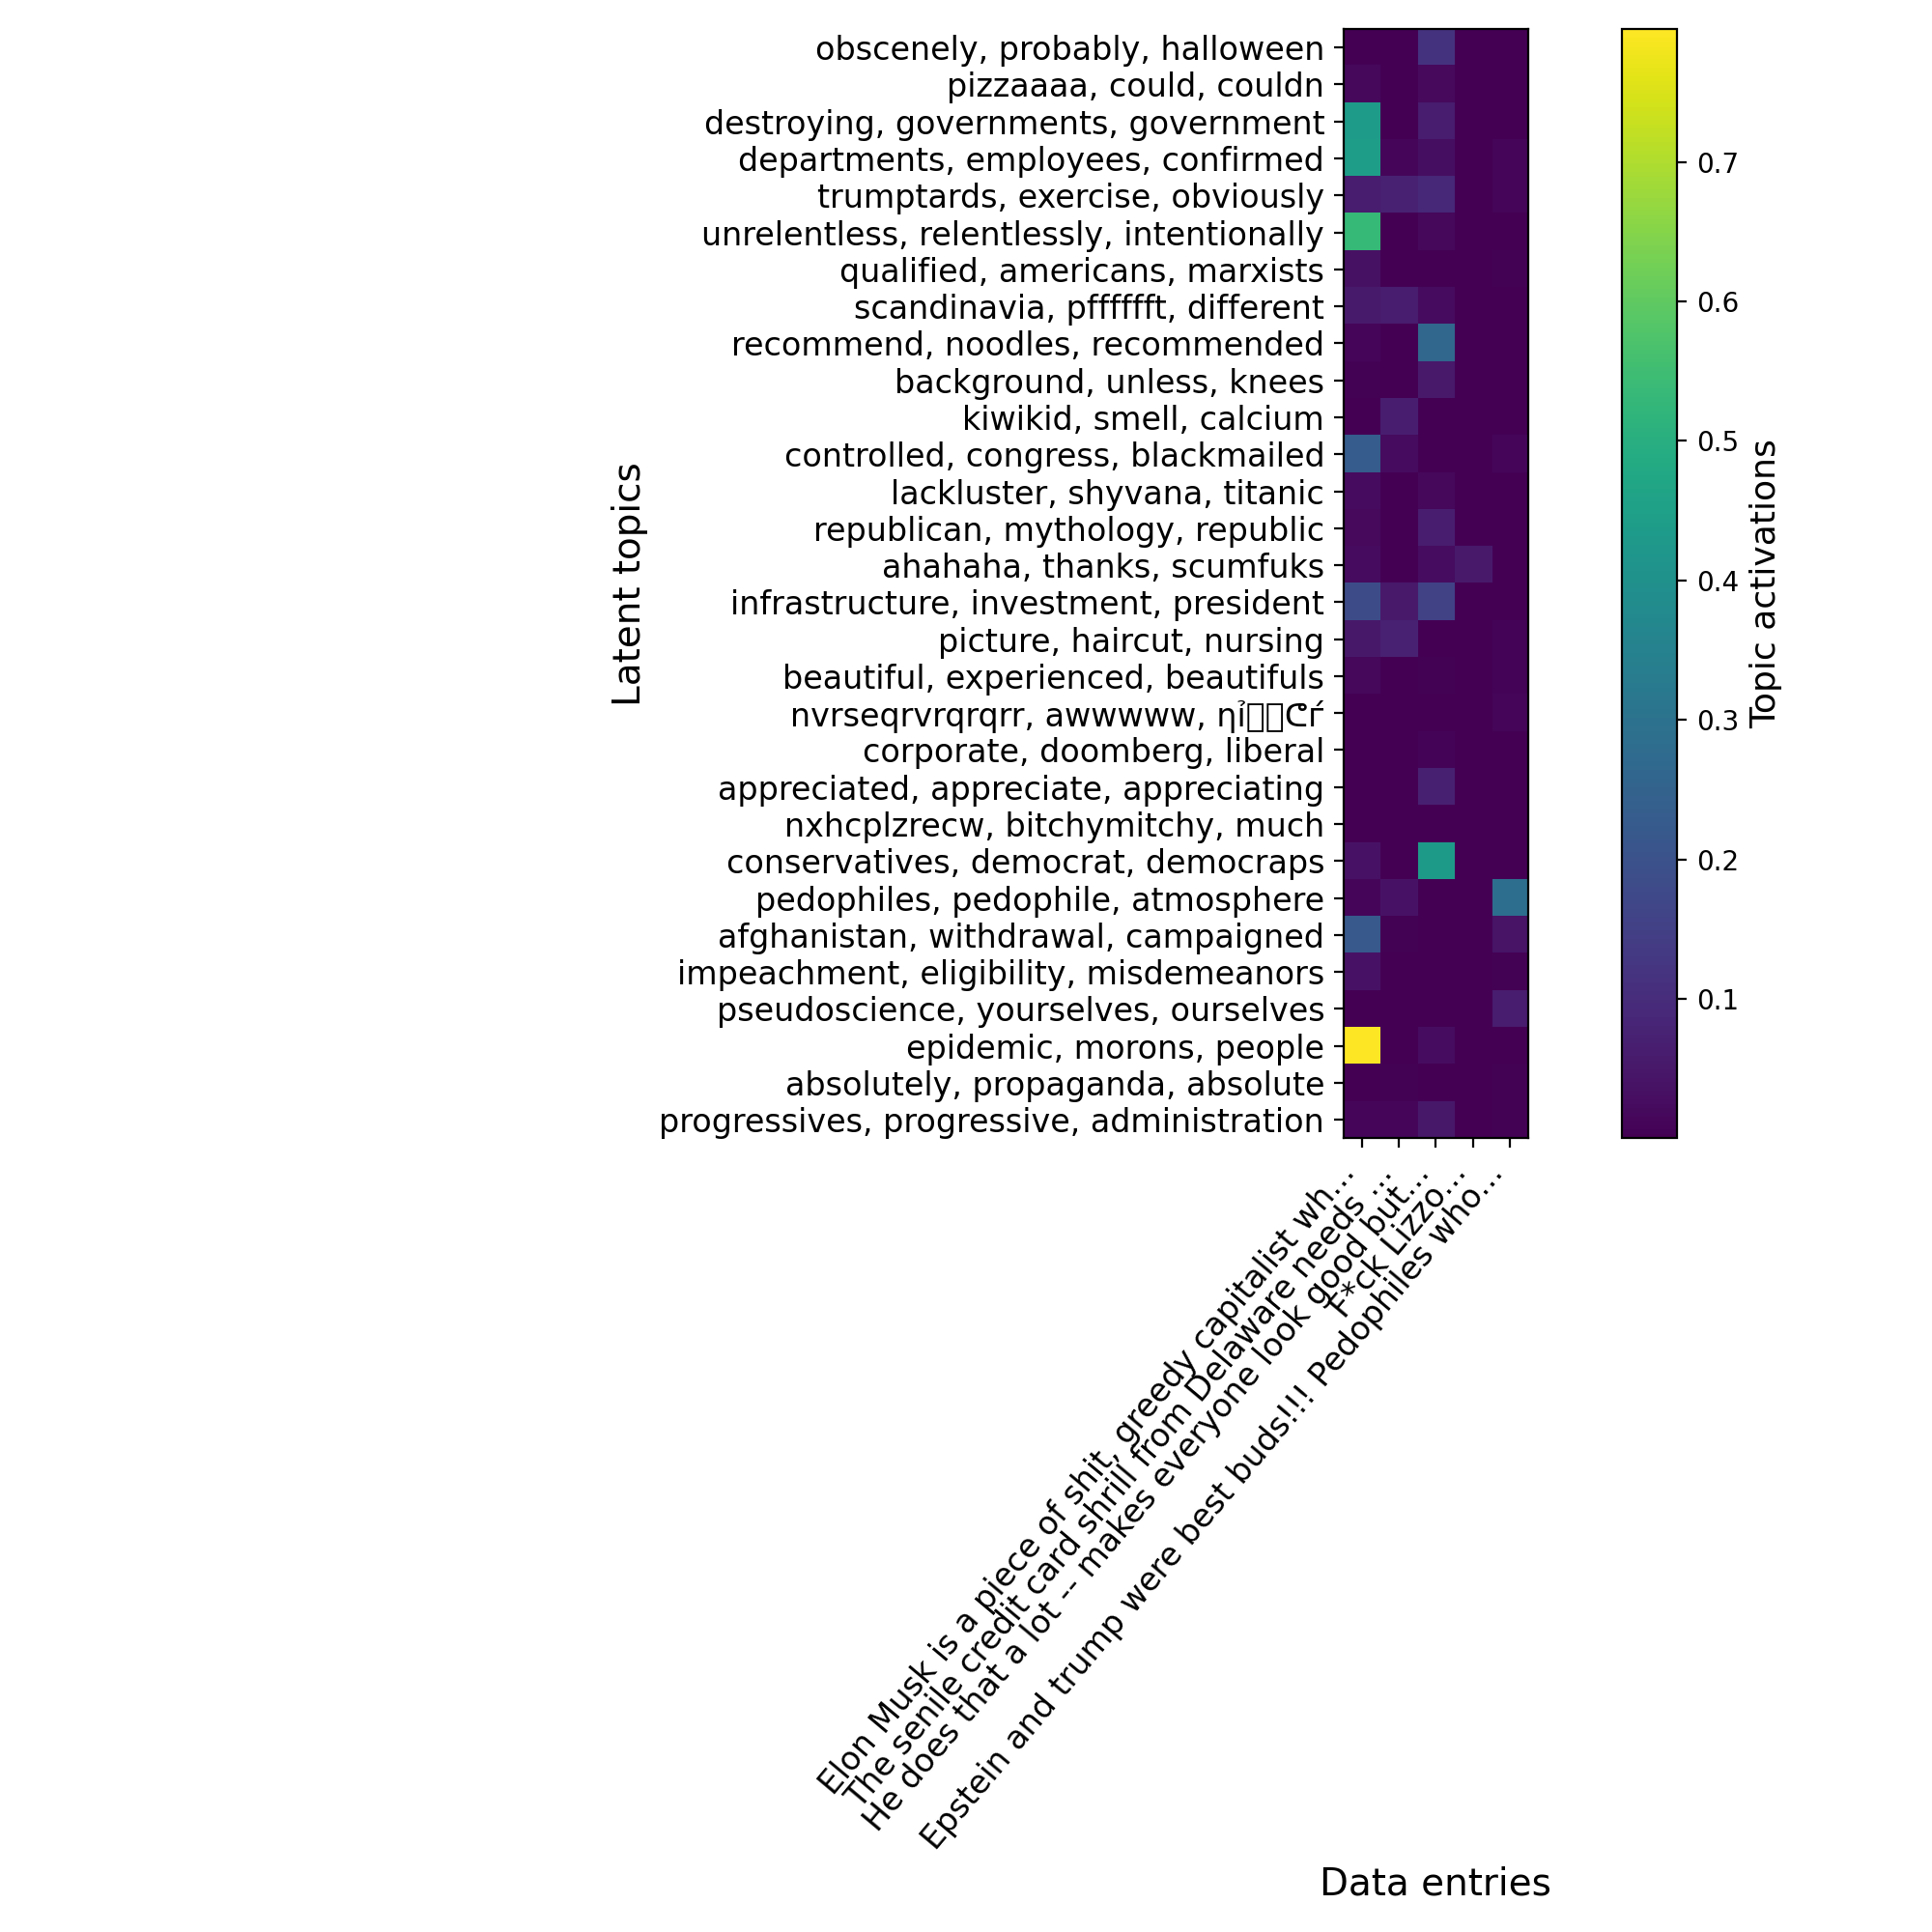 obscenely, probably, halloween
pizzaaaa, could, couldn
destroying, governments, government
departments, employees, confirmed
trumptards, exercise, obviously
unrelentless, relentlessly, intentionally
qualified, americans, marxists
scandinavia, pfffffft, different
recommend, noodles, recommended
background, unless, knees
kiwikid, smell, calcium
controlled, congress, blackmailed
lackluster, shyvana, titanic
republican, mythology, republic
ahahaha, thanks, scumfuks
infrastructure, investment, president
picture, haircut, nursing
beautiful, experienced, beautifuls
nvrseqrvrqrqrr, awwwww,
corporate, doomberg, liberal
appreciated, appreciate, appreciating
nxhcplzrecw, bitchymitchy, much
conservatives, democrat, democraps
pedophiles, pedophile, atmosphere
afghanistan, withdrawal, campaigned
impeachment, eligibility, misdemeanors
pseudoscience, yourselves, ourselves
epidemic, morons, people
absolutely, propaganda, absolute
progressives, progressive, administration
Latent topics
Elon Musk is a piece of shit, greedy capitalist wh...
The senile credit card shrill from Delaware needs ...
He does that a lot -- makes everyone look good but...
F*ck Lizzo...
Epstein and trump were best buds!!! Pedophiles who...
Data entries
0.7
0.6
0.5
0.4
0.3
0.2
0.1
Topic activations